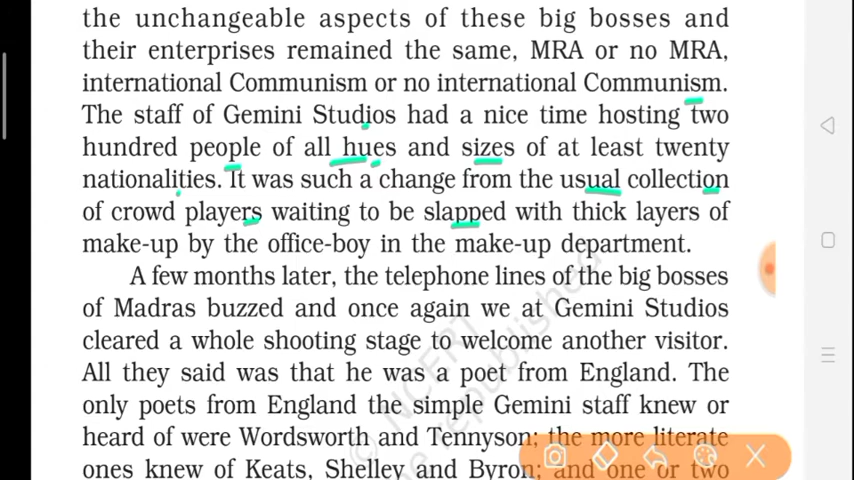 the unchangeable aspects of these big bosses and
their enterprises remained the same, MRA or no MRA,
international Communism or no international Communism.
The staff of Gemini Studios had a nice time hosting two
hundred people of all hues and sizes of at least twenty
nationalities. It was such a change from the usual collection
of crowd players waiting to be slapped with thick layers of
make-up by the office-boy in the make-up department.
A few months later, the telephone lines of the big bosses
of Madras buzzed and once again we at Gemini Studios
cleared a whole shooting stage to welcome another visitor.
All they said was that he was a poet from England. The
only poets from England the simple Gemini staff knew or
heard of were Wordsworth and Tennyson; the more literate
ones knew of Keats, Shelley and Byron; and one or two
© NCERT
be republished